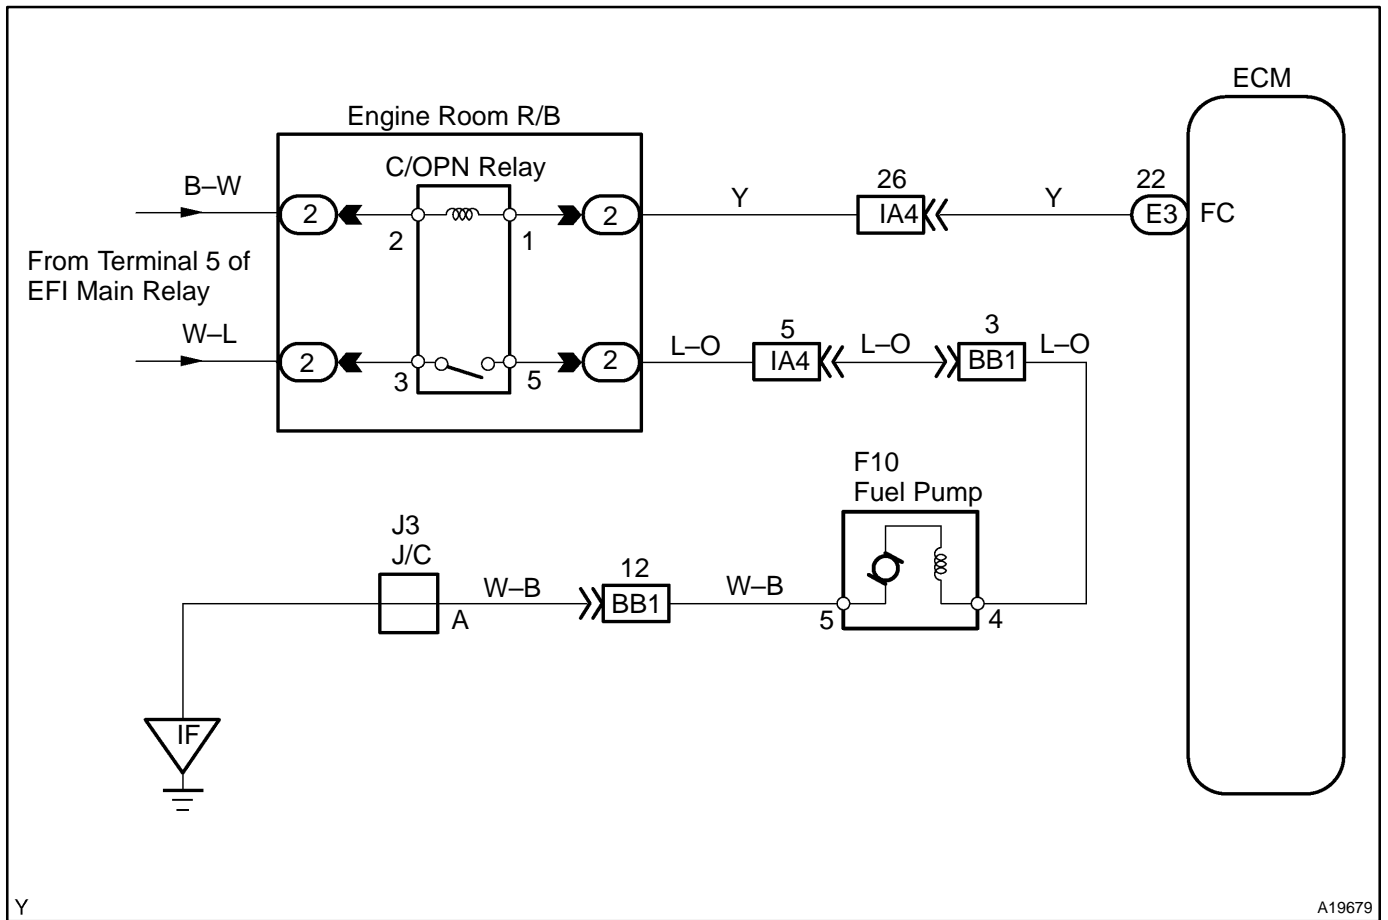 ECM
Engine Room R/B
C/OPN Relay
B–W
2
2
1
2
Y
26
IA4
Y
22
E3
FC
From Terminal 5 of
EFI Main Relay
W–L
2
3
5
2
L–O
5
IA4
L–O
3
BB1
L–O
F10
Fuel Pump
J3
J/C
A
W–B
12
BB1
W–B
5
4
IF
Y
A19679